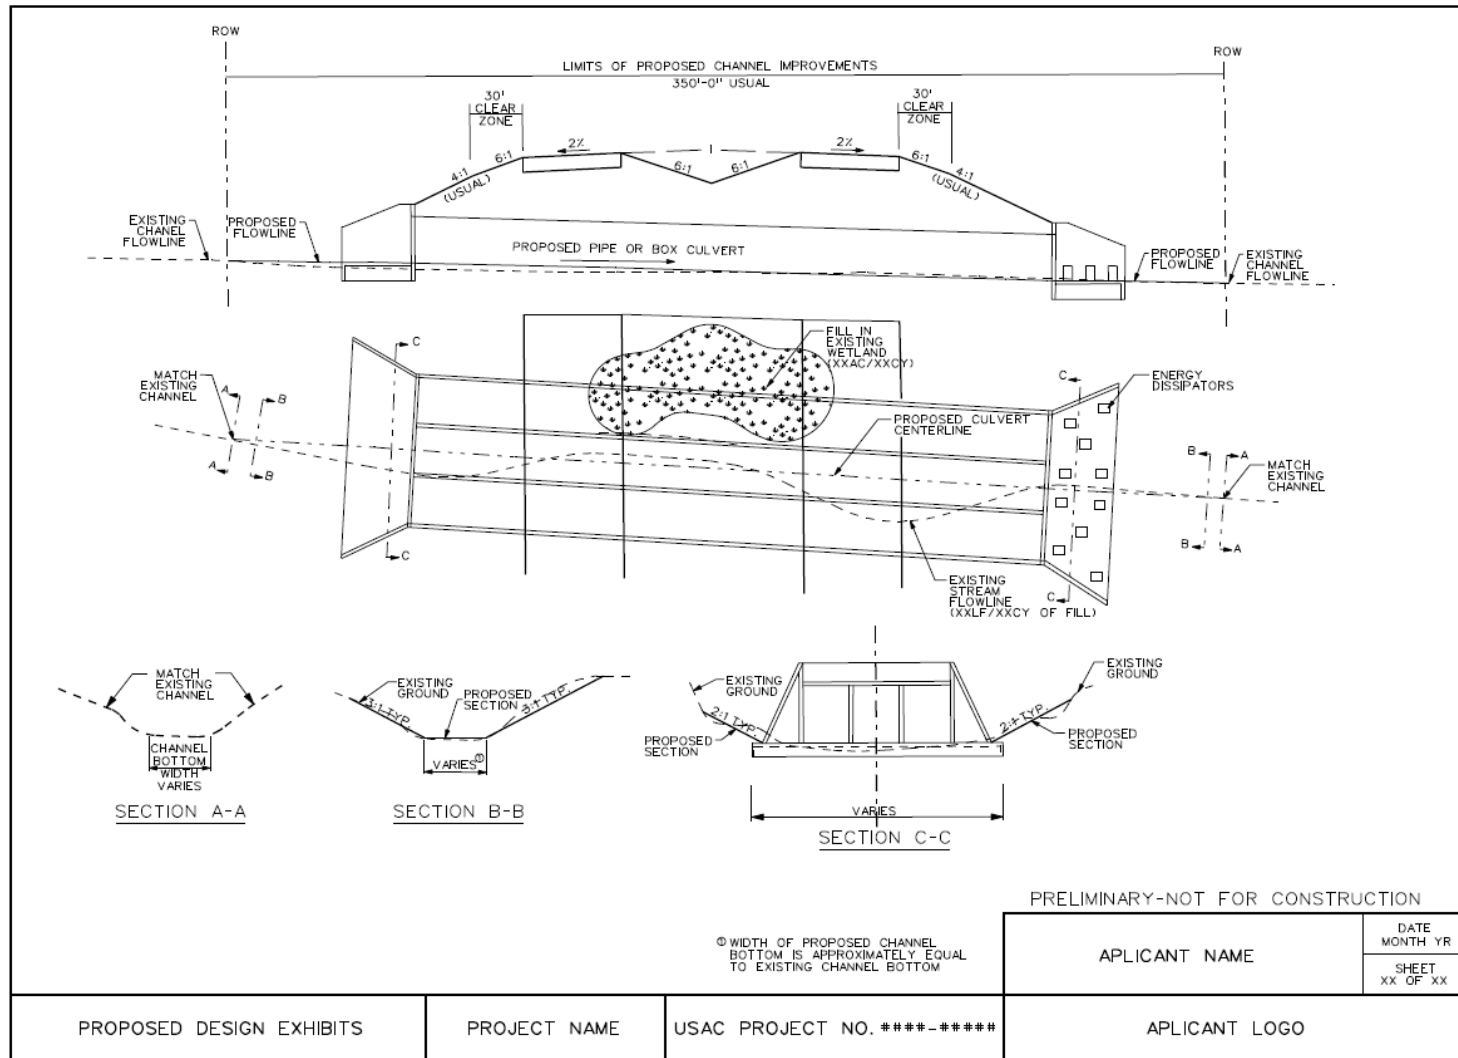 ROW
ROW
LIMITS OF PROPOSED CHANNEL IMPROVEMENTS
350'-0" USUAL
30'
CLEAR
ZONE
30'
CLEAR
ZONE
2%
2%
6:1
4:1
(USUAL)
6:1
6:1
6:1
4:1
(USUAL)
EXISTING
CHANEL
FLOWLINE
PROPOSED
FLOWLINE
PROPOSED PIPE OR BOX CULVERT
PROPOSED
FLOWLINE
EXISTING
CHANNEL
FLOWLINE
FILL IN
EXISTING
WETLAND
(XXAC/XXCY)
C
C
MATCH
EXISTING
CHANNEL
A
B
A
B
ENERGY
DISSIPATORS
C
PROPOSED CULVERT
CENTERLINE
B
A
MATCH
EXISTING
CHANNEL
B
A
EXISTING
STREAM
FLOWLINE
(XXLF/XXCY OF FILL)
C
MATCH
EXISTING
CHANNEL
CHANNEL
BOTTOM
WIDTH
VARIES
SECTION A-A
EXISTING
GROUND
3:1 TYP.
PROPOSED
SECTION
3:1 TYP.
VARIES①
SECTION B-B
EXISTING
GROUND
2:1 TYP.
PROPOSED
SECTION
EXISTING
GROUND
2:1 TYP.
PROPOSED
SECTION
VARIES
SECTION C-C
PRELIMINARY-NOT FOR CONSTRUCTION
① WIDTH OF PROPOSED CHANNEL
BOTTOM IS APPROXIMATELY EQUAL
TO EXISTING CHANNEL BOTTOM
APLICANT NAME
DATE
MONTH YR
SHEET
XX OF XX
PROPOSED DESIGN EXHIBITS
PROJECT NAME
USAC PROJECT NO. ####-#####
APLICANT LOGO